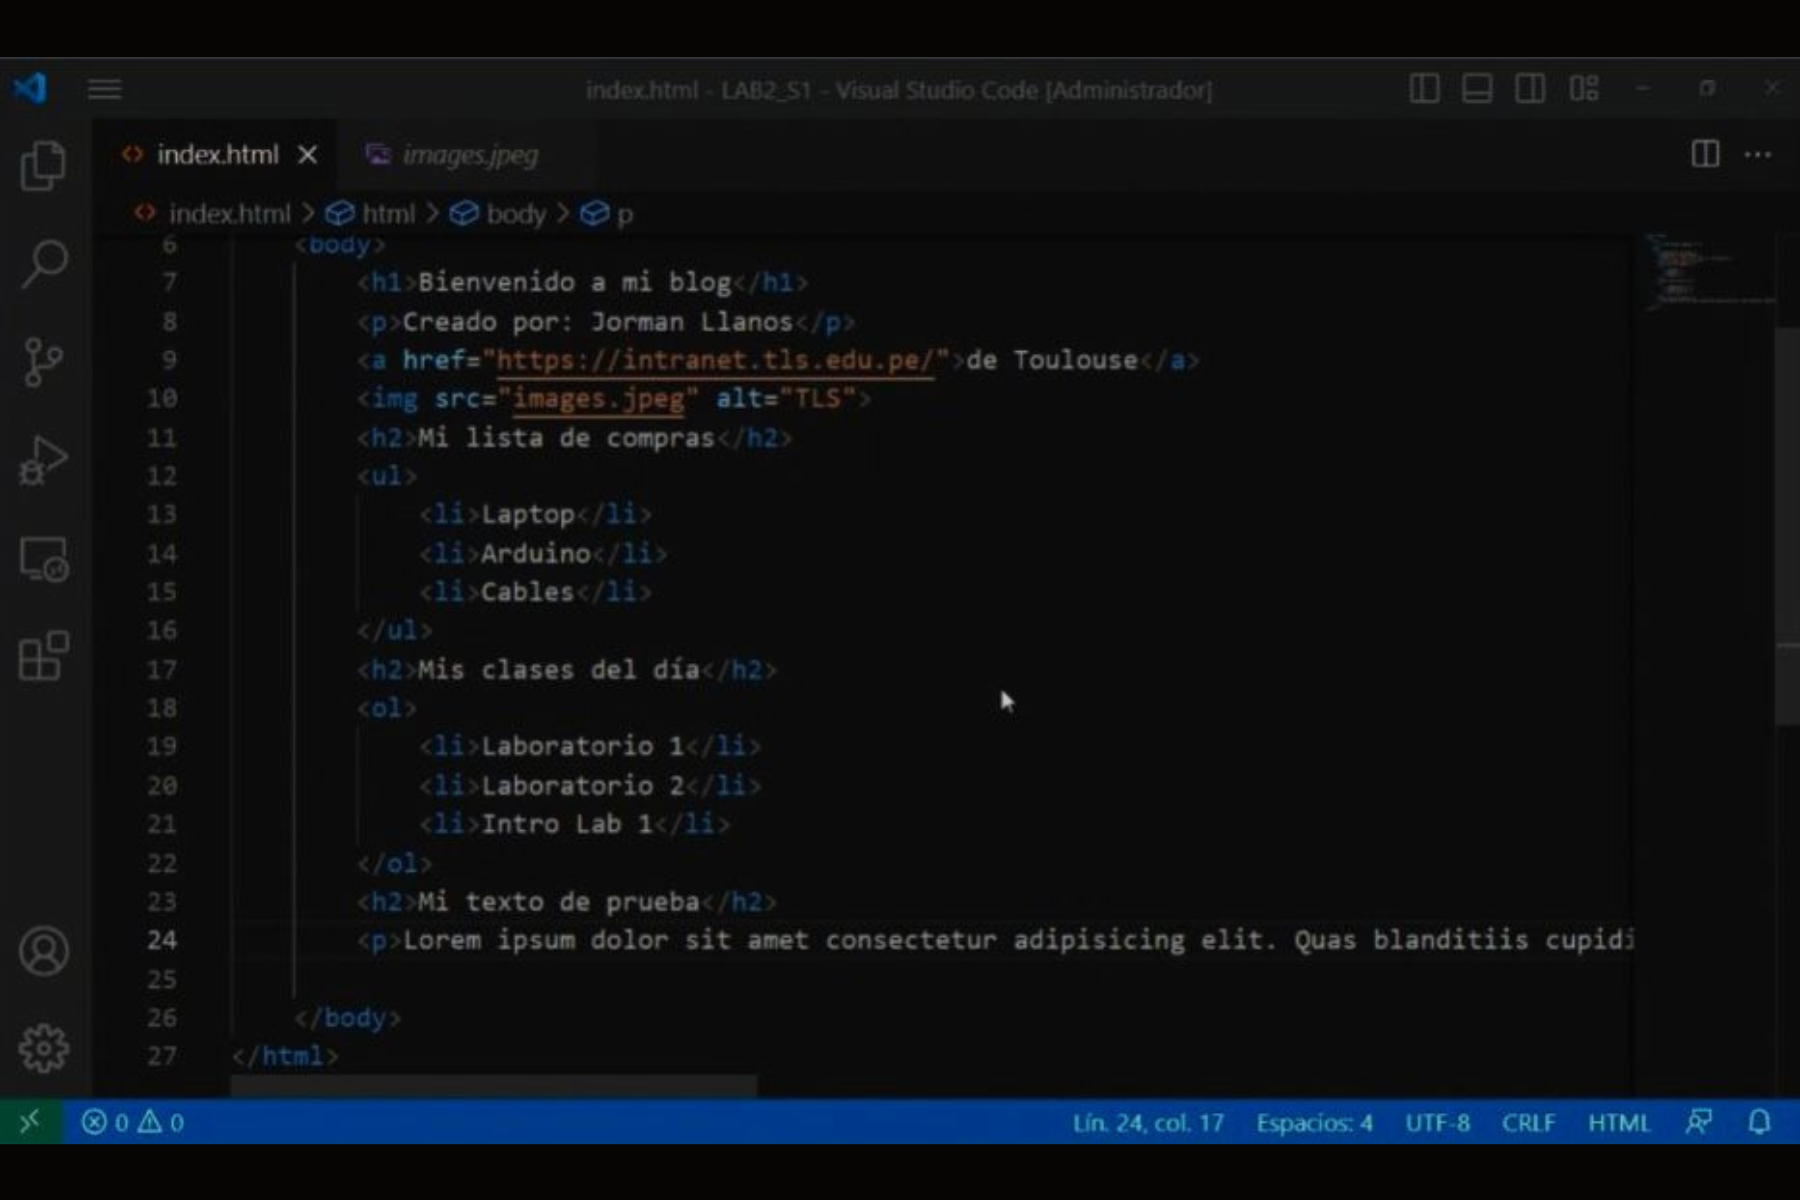 index.html - LAB2_S1 - Visual Studio Code [Administrador]
index.html
images.jpeg
index.html > html > body > p
6 <body>
7 <h1>Bienvenido a mi blog</h1>
8 <p>Creado por: Jorman Llanos</p>
9 <a href="https://intranet.tls.edu.pe/">de Toulouse</a>
10 <img src="images.jpeg" alt="TLS">
11 <h2>Mi lista de compras</h2>
12 <ul>
13 <li>Laptop</li>
14 <li>Arduino</li>
15 <li>Cables</li>
16 </ul>
17 <h2>Mis clases del día</h2>
18 <ol>
19 <li>Laboratorio 1</li>
20 <li>Laboratorio 2</li>
21 <li>Intro Lab 1</li>
22 </ol>
23 <h2>Mi texto de prueba</h2>
24 <p>Lorem ipsum dolor sit amet consectetur adipisicing elit. Quas blanditiis cupidi
25
26 </body>
27 </html>
0 0 Lín. 24, col. 17 Espacios: 4 UTF-8 CRLF HTML